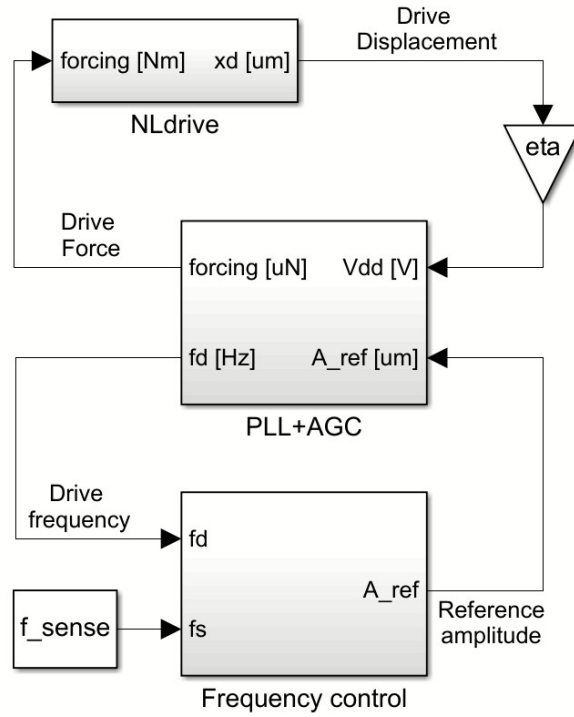 Drive
Displacement
forcing [Nm] xd [um]
NLdrive
eta
Drive
Force
forcing [uN] Vdd [V]
fd [Hz] A_ref [um]
PLL+AGC
Drive
frequency
fd
A_ref
f_sense
fs
Reference
amplitude
Frequency control